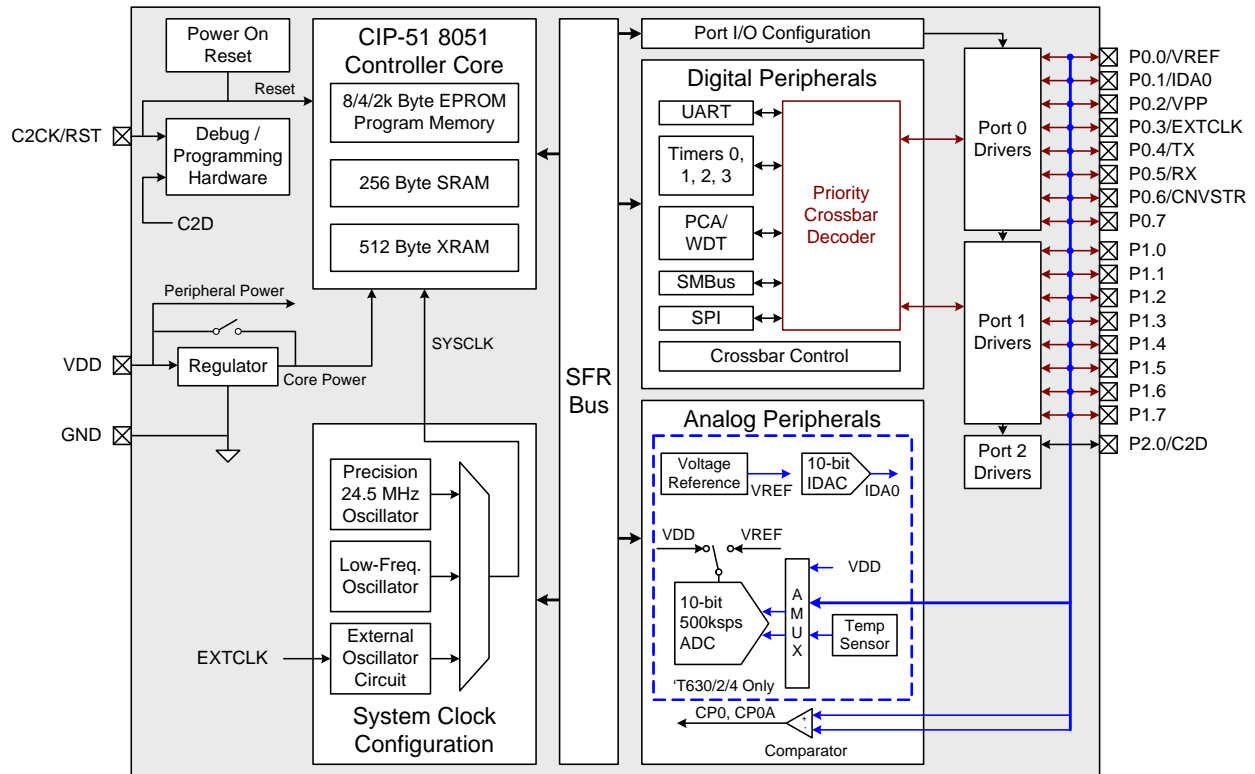 Power On
Reset
Reset
C2CK/RST
Debug /
Programming
Hardware
C2D
Peripheral Power
VDD
Regulator
Core Power
GND
CIP-51 8051
Controller Core
8/4/2k Byte EPROM
Program Memory
256 Byte SRAM
512 Byte XRAM
SYSCLK
Precision
24.5 MHz
Oscillator
Low-Freq.
Oscillator
EXTCLK
External
Oscillator
Circuit
System Clock
Configuration
SFR
Bus
Port I/O Configuration
Digital Peripherals
UART
Timers 0,
1, 2, 3
PCA/
WDT
SMBus
SPI
Priority
Crossbar
Decoder
Crossbar Control
Analog Peripherals
Voltage
Reference
VREF
10-bit
IDAC
IDA0
VDD
VREF
VDD
10-bit
500ksps
ADC
A
M
U
X
Temp
Sensor
'T630/2/4 Only
CP0, CP0A
+
-
Comparator
Port 0
Drivers
Port 1
Drivers
Port 2
Drivers
P0.0/VREF
P0.1/IDA0
P0.2/VPP
P0.3/EXTCLK
P0.4/TX
P0.5/RX
P0.6/CNVSTR
P0.7
P1.0
P1.1
P1.2
P1.3
P1.4
P1.5
P1.6
P1.7
P2.0/C2D